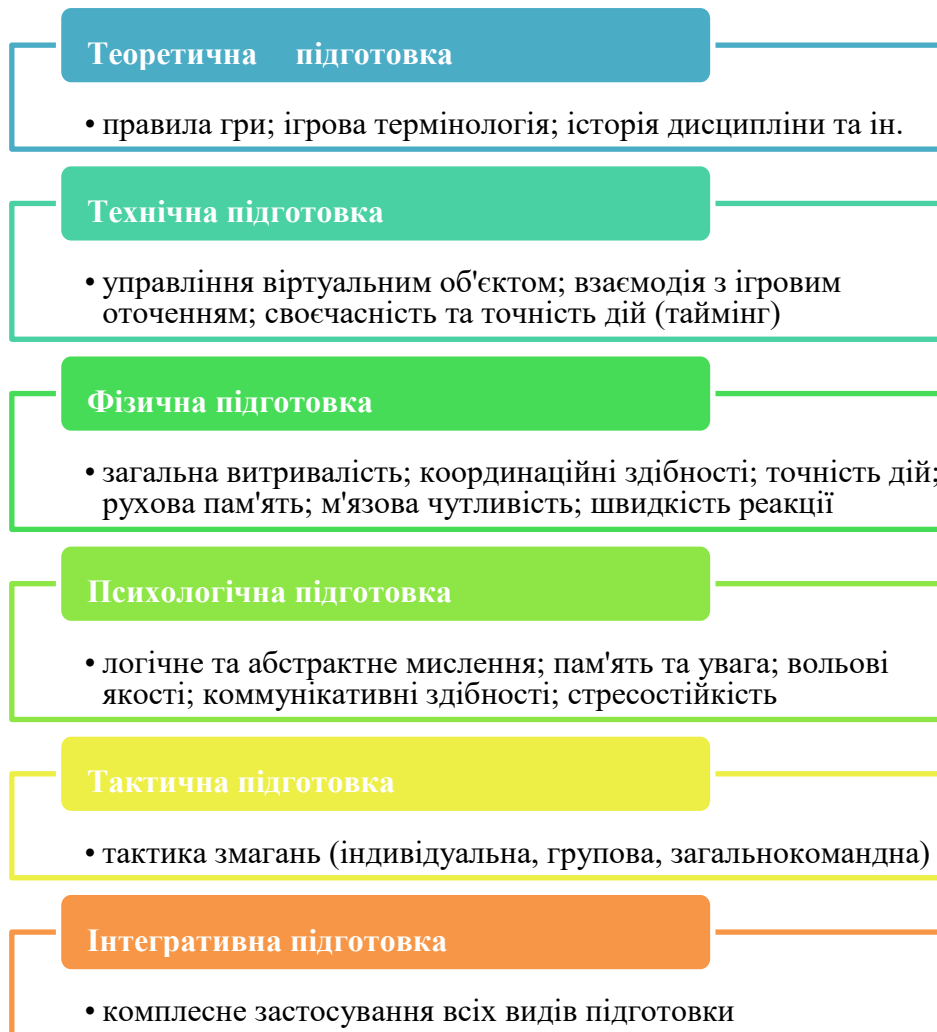 Теоретична підготовка
• правила гри; ігрова термінологія; історія дисципліни та ін.
Технічна підготовка
• управління віртуальним об'єктом; взаємодія з ігровим
оточенням; своєчасність та точність дій (таймінг)
Фізична підготовка
• загальна витривалість; координаційні здібності; точність дій;
рухова пам'ять; м'язова чутливість; швидкість реакції
Психологічна підготовка
• логічне та абстрактне мислення; пам'ять та увага; вольові
якості; коммунікативні здібності; стресостійкість
Тактична підготовка
• тактика змагань (індивідуальна, групова, загальнокомандна)
Інтегративна підготовка
• комплесне застосування всіх видів підготовки